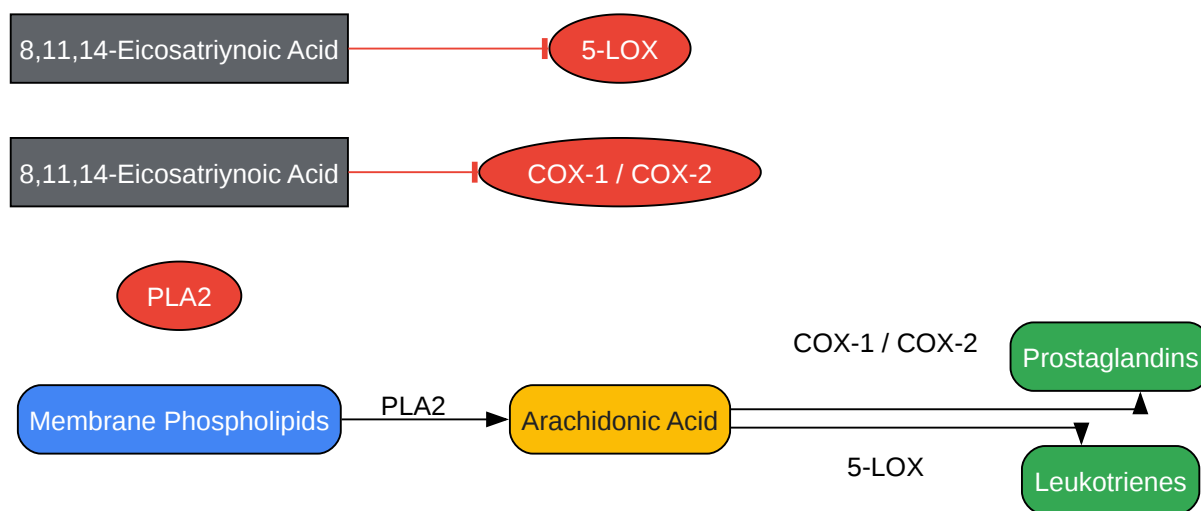 8,11,14-Eicosatriynoic Acid
5-LOX
8,11,14-Eicosatriynoic Acid
COX-1 / COX-2
PLA2
COX-1 / COX-2
Prostaglandins
Membrane Phospholipids
PLA2
Arachidonic Acid
5-LOX
Leukotrienes